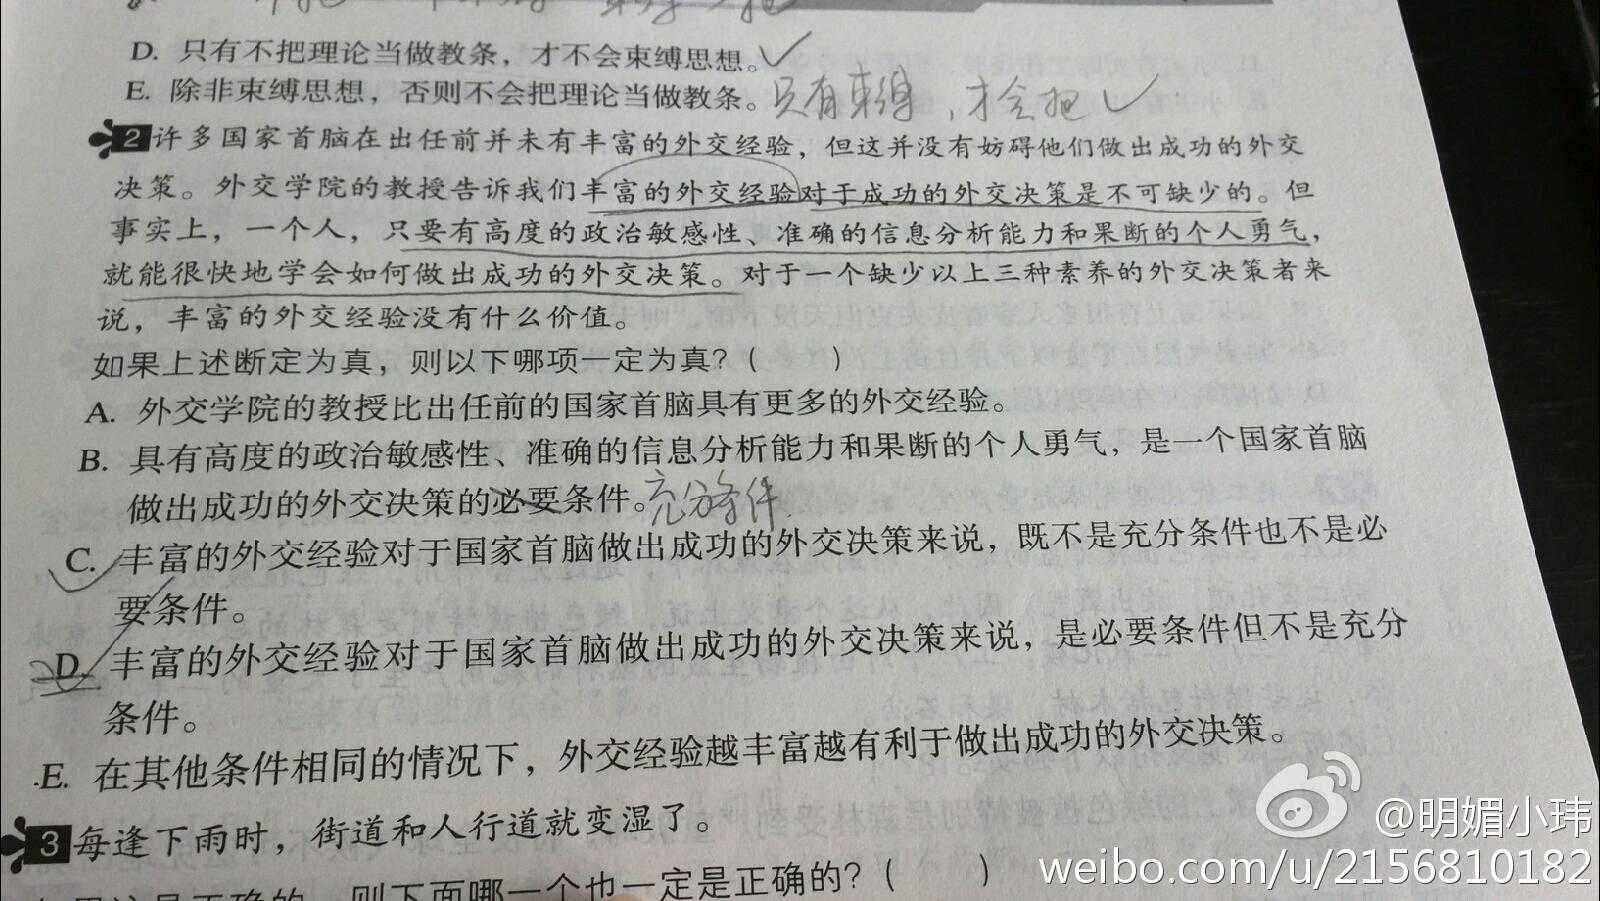 D. 只有不把理论当做教条，才不会束缚思想。
E. 除非束缚思想，否则不会把理论当做教条。只有束缚，才会把
2 许多国家首脑在出任前并未有丰富的外交经验，但这并没有妨碍他们做出成功的外交
决策。外交学院的教授告诉我们丰富的外交经验对于成功的外交决策是不可缺少的。但
事实上，一个人，只要有高度的政治敏感性、准确的信息分析能力和果断的个人勇气，
就能很快地学会如何做出成功的外交决策。对于一个缺少以上三种素养的外交决策者来
说，丰富的外交经验没有什么价值。
如果上述断定为真，则以下哪项一定为真？（　　）
A. 外交学院的教授比出任前的国家首脑具有更多的外交经验。
B. 具有高度的政治敏感性、准确的信息分析能力和果断的个人勇气，是一个国家首脑
做出成功的外交决策的必要条件。充分条件
C. 丰富的外交经验对于国家首脑做出成功的外交决策来说，既不是充分条件也不是必
要条件。
D. 丰富的外交经验对于国家首脑做出成功的外交决策来说，是必要条件但不是充分
条件。
E. 在其他条件相同的情况下，外交经验越丰富越有利于做出成功的外交决策。
3 每逢下雨时，街道和人行道就变湿了。
则下面哪一个也一定是正确的？（　　）
@明媚小玮
weibo.com/u/2156810182